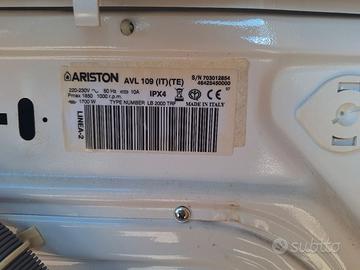 ARISTON AVL 109 (IT)(TE) S/N 703012854
46425450000
220-230V ~ 50 Hz 10A IPX4
Pmax 1850 1000 r.p.m.
1700 W TYPE NUMBER LB 2000 TRF MADE IN ITALY
LINEA-2
subito